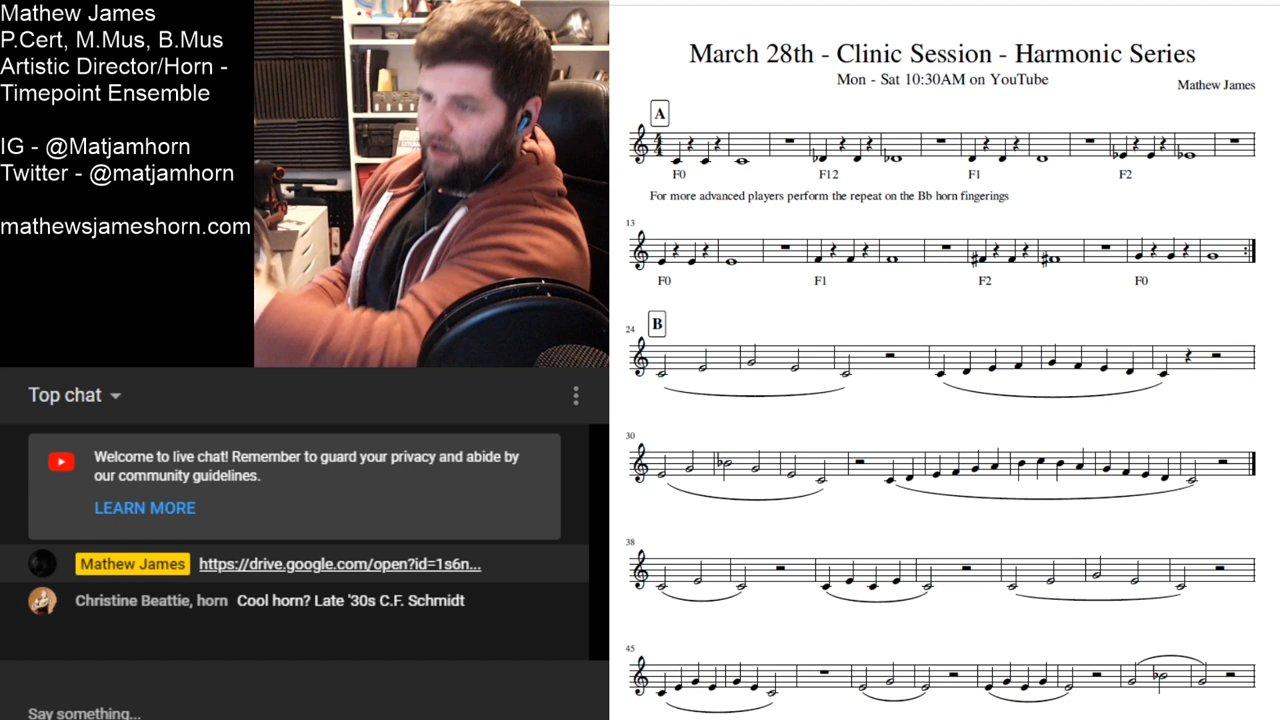 Mathew James
P.Cert, M.Mus, B.Mus
Artistic Director/Horn -
Timepoint Ensemble
IG - @Matjamhorn
Twitter - @matjamhorn
mathewsjameshorn.com
Top chat
Welcome to live chat! Remember to guard your privacy and abide by
our community guidelines.
LEARN MORE
Mathew James https://drive.google.com/open?id=1s6n...
Christine Beattie, horn Cool horn? Late '30s C.F. Schmidt
Say something...
March 28th - Clinic Session - Harmonic Series
Mon - Sat 10:30AM on YouTube
Mathew James
A
4
4
F0 F12 F1 F2
For more advanced players perform the repeat on the Bb horn fingerings
13
F0 F1 F2 F0
B
24
30
38
45